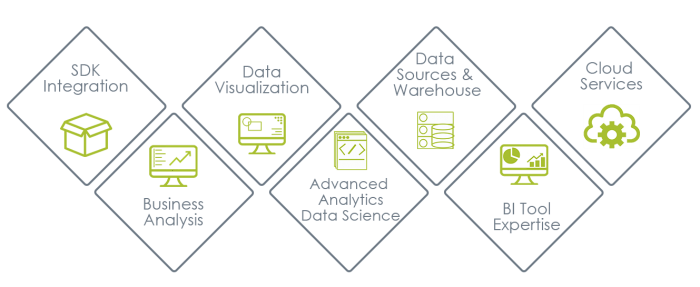 SDK
Integration
Data
Visualization
Data
Sources &
Warehouse
Cloud
Services
Business
Analysis
Advanced
Analytics
Data Science
BI Tool
Expertise